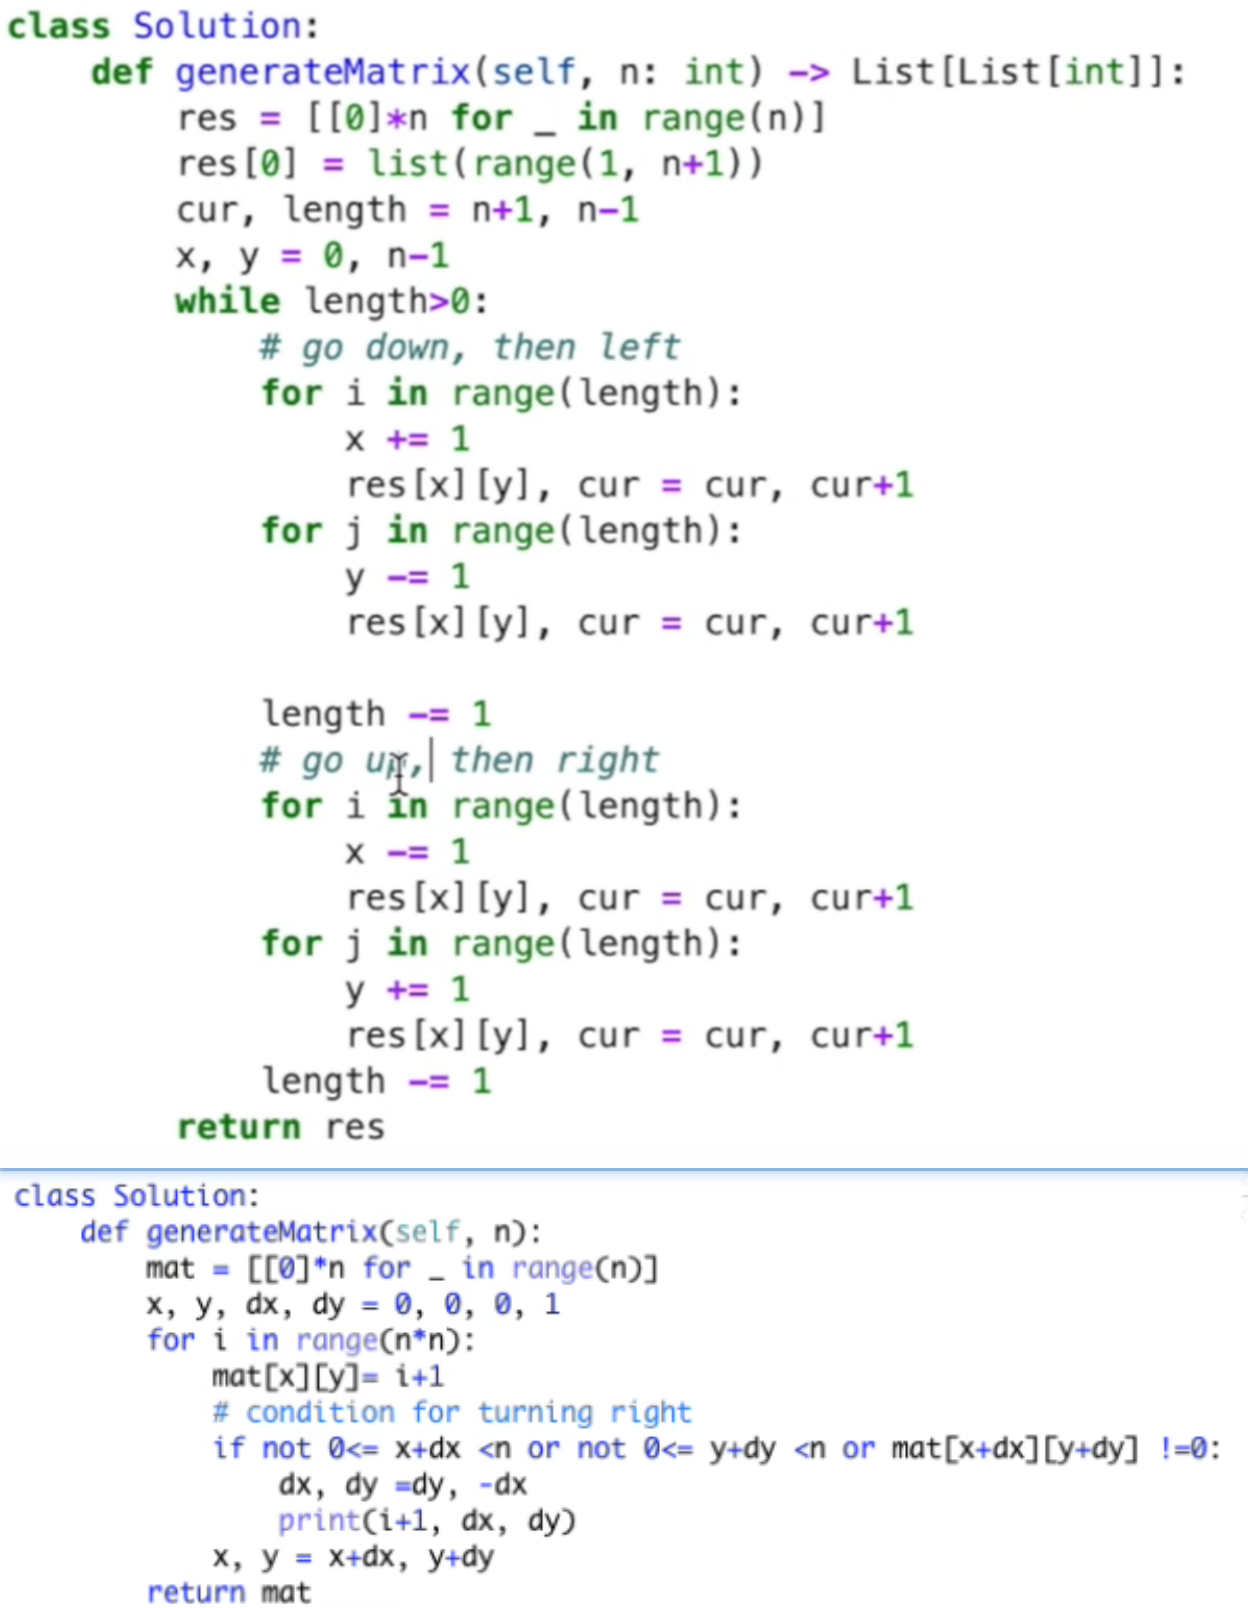 class Solution:
    def generateMatrix(self, n: int) -> List[List[int]]:
        res = [[0]*n for _ in range(n)]
        res[0] = list(range(1, n+1))
        cur, length = n+1, n-1
        x, y = 0, n-1
        while length>0:
            # go down, then left
            for i in range(length):
                x += 1
                res[x][y], cur = cur, cur+1
            for j in range(length):
                y -= 1
                res[x][y], cur = cur, cur+1
            length -= 1
            # go up, then right
            for i in range(length):
                x -= 1
                res[x][y], cur = cur, cur+1
            for j in range(length):
                y += 1
                res[x][y], cur = cur, cur+1
            length -= 1
        return res
class Solution:
    def generateMatrix(self, n):
        mat = [[0]*n for _ in range(n)]
        x, y, dx, dy = 0, 0, 0, 1
        for i in range(n*n):
            mat[x][y]= i+1
            # condition for turning right
            if not 0<= x+dx <n or not 0<= y+dy <n or mat[x+dx][y+dy] !=0:
                dx, dy =dy, -dx
                print(i+1, dx, dy)
            x, y = x+dx, y+dy
        return mat